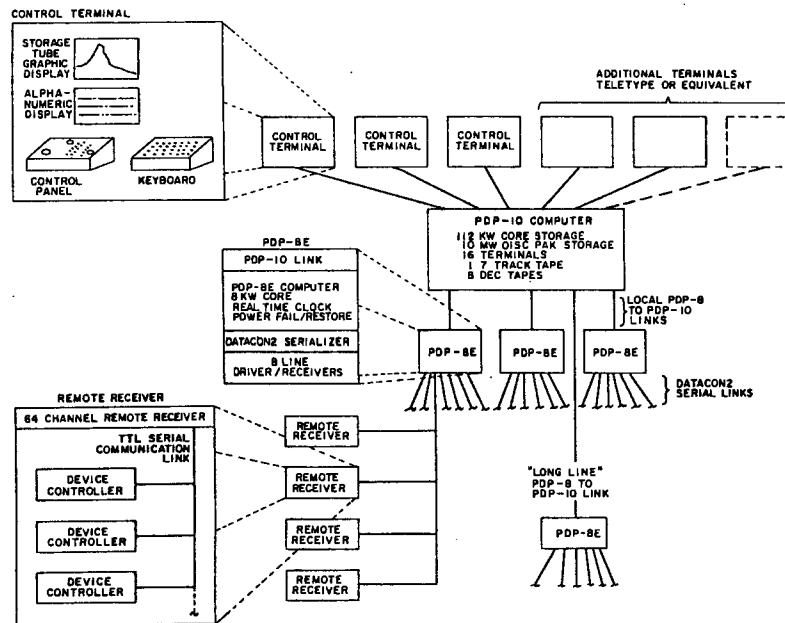 CONTROL TERMINAL
STORAGE
TUBE
GRAPHIC
DISPLAY
ALPHA-
NUMERIC
DISPLAY
CONTROL
PANEL
KEYBOARD
ADDITIONAL TERMINALS
TELETYPE OR EQUIVALENT
CONTROL
TERMINAL
CONTROL
TERMINAL
CONTROL
TERMINAL
PDP-10 COMPUTER
112 KW CORE STORAGE
10 MW DISC PAK STORAGE
16 TERMINALS
1 7 TRACK TAPE
8 DEC TAPES
PDP-8E
PDP-10 LINK
PDP-8E COMPUTER
8 KW CORE
REAL TIME CLOCK
POWER FAIL/RESTORE
DATACON2 SERIALIZER
8 LINE
DRIVER/RECEIVERS
LOCAL PDP-8
TO PDP-10
LINKS
PDP-8E
PDP-8E
PDP-8E
DATACON2
SERIAL LINKS
REMOTE RECEIVER
64 CHANNEL REMOTE RECEIVER
TTL SERIAL
COMMUNICATION
LINK
DEVICE
CONTROLLER
DEVICE
CONTROLLER
DEVICE
CONTROLLER
REMOTE
RECEIVER
REMOTE
RECEIVER
REMOTE
RECEIVER
REMOTE
RECEIVER
"LONG LINE"
PDP-8 TO
PDP-10 LINK
PDP-8E